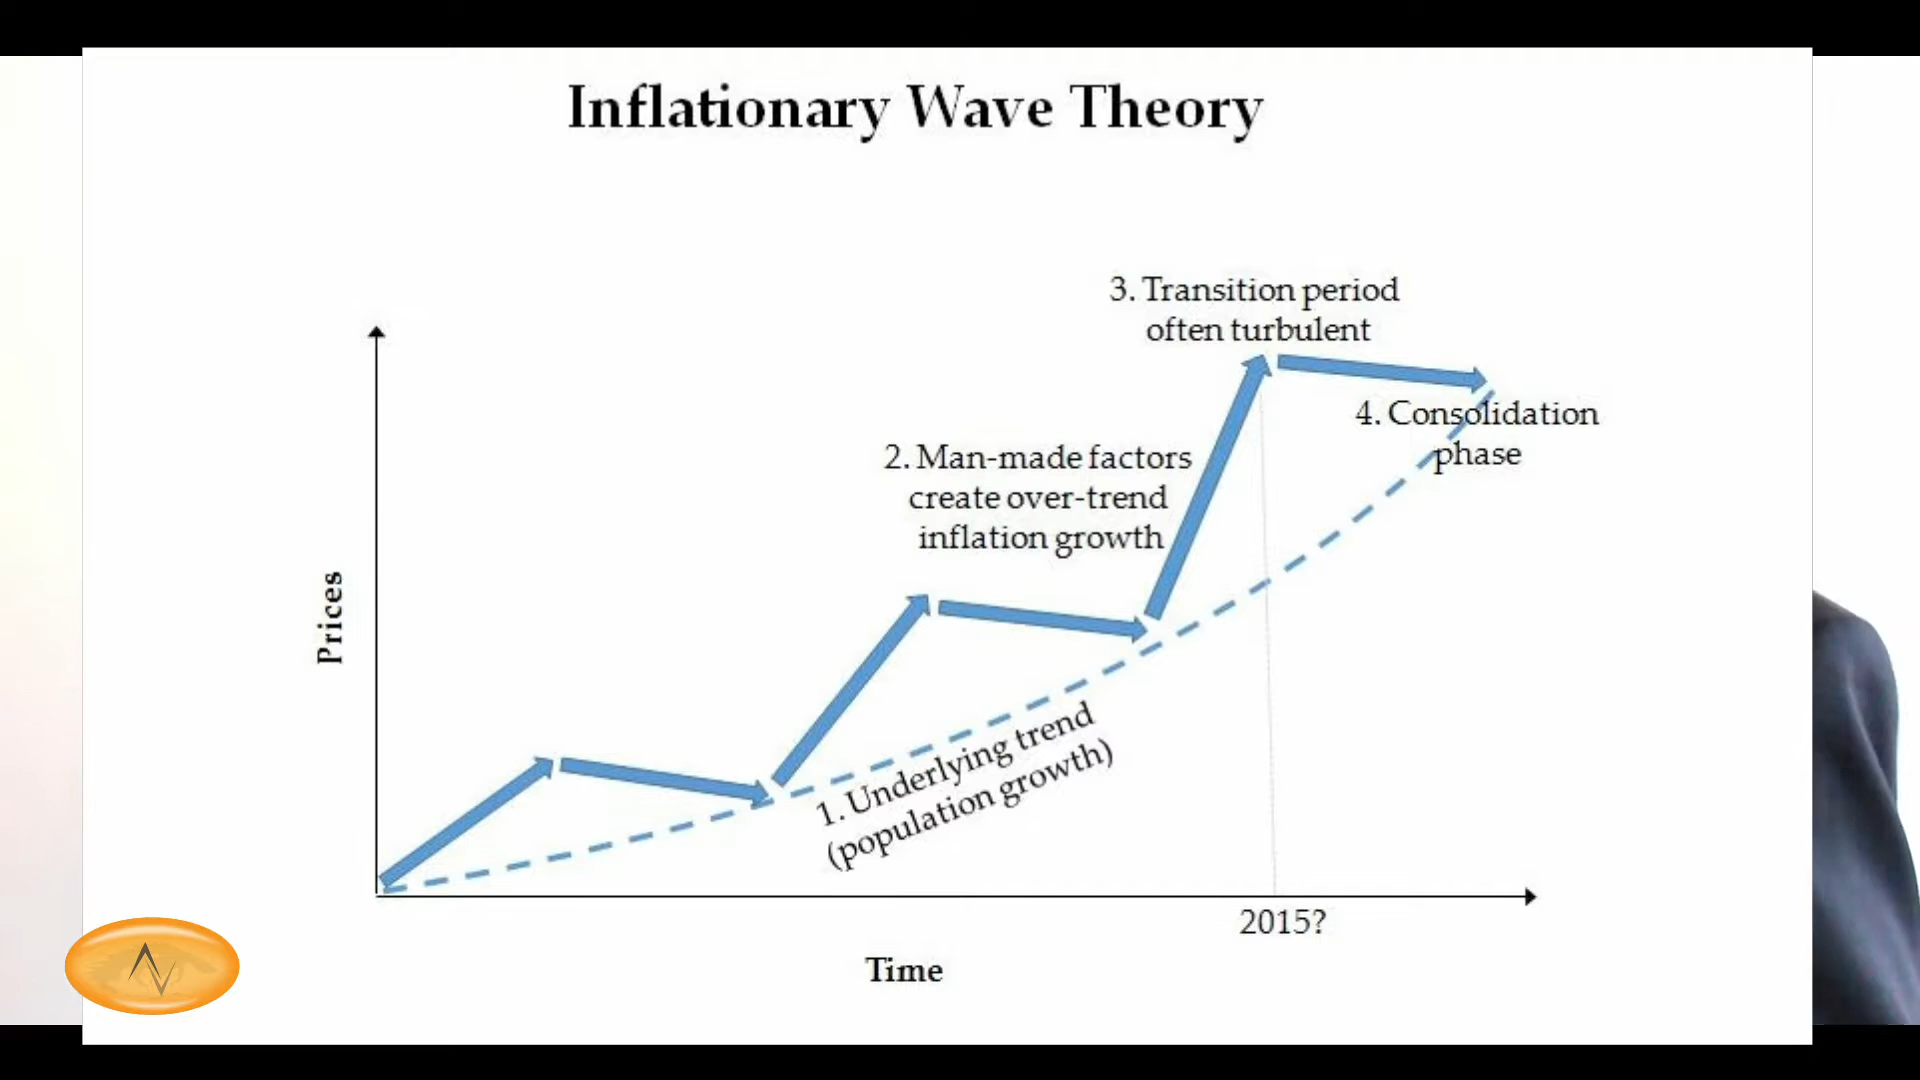 Inflationary Wave Theory
3. Transition period
often turbulent
4. Consolidation
phase
2. Man-made factors
create over-trend
inflation growth
Prices
1. Underlying trend
(population growth)
2015?
Time